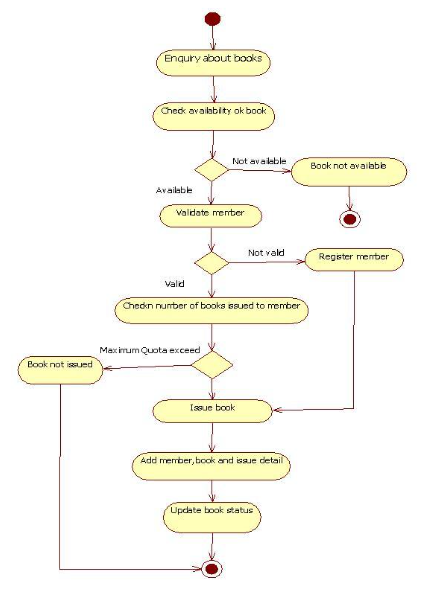 Enquiry about books
Check availability ok book
Not available
Book not available
Available
Validate member
Not valid
Register member
Valid
Checkn number of books issued to member
Maximum Quota exceed
Book not issued
Issue book
Add member,book and issue detail
Update book status